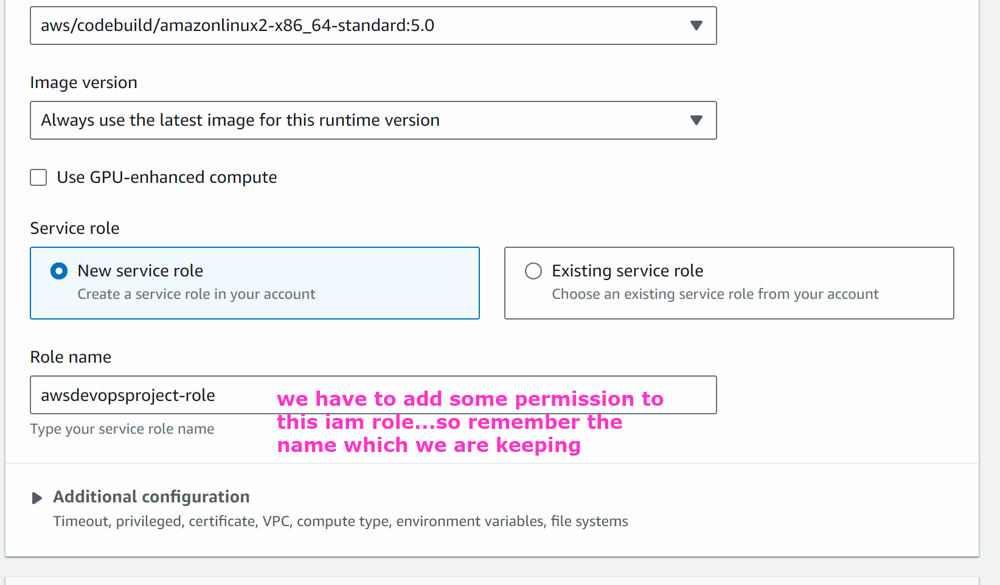 aws/codebuild/amazonlinux2-x86_64-standard:5.0
Image version
Always use the latest image for this runtime version
Use GPU-enhanced compute
Service role
New service role
Create a service role in your account
Existing service role
Choose an existing service role from your account
Role name
awsdevopsproject-role
we have to add some permission to
this iam role...so remember the
name which we are keeping
Type your service role name
Additional configuration
Timeout, privileged, certificate, VPC, compute type, environment variables, file systems